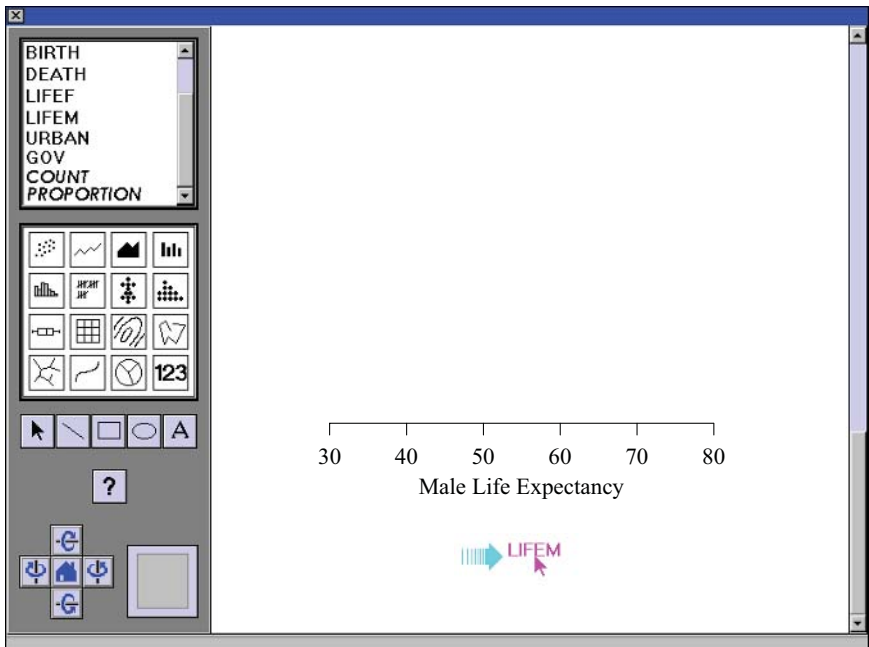 BIRTH
DEATH
LIFEF
LIFEM
URBAN
GOV
COUNT
PROPORTION
123
A
?
30 40 50 60 70 80
Male Life Expectancy
LIFEM